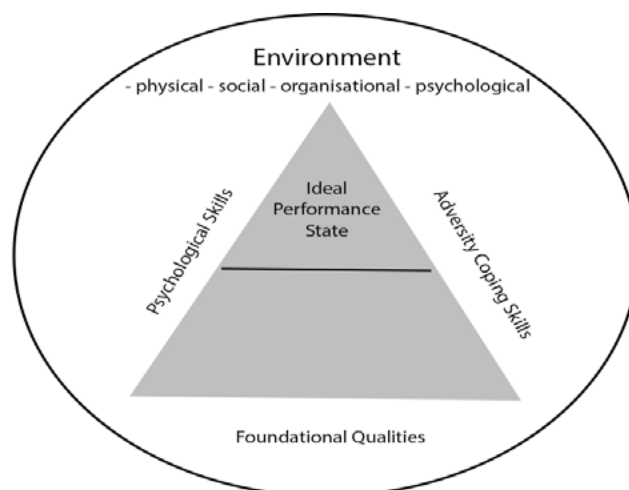 Environment
- physical - social - organisational - psychological
Ideal
Performance
State
Psychological Skills
Adversity Coping Skills
Foundational Qualities